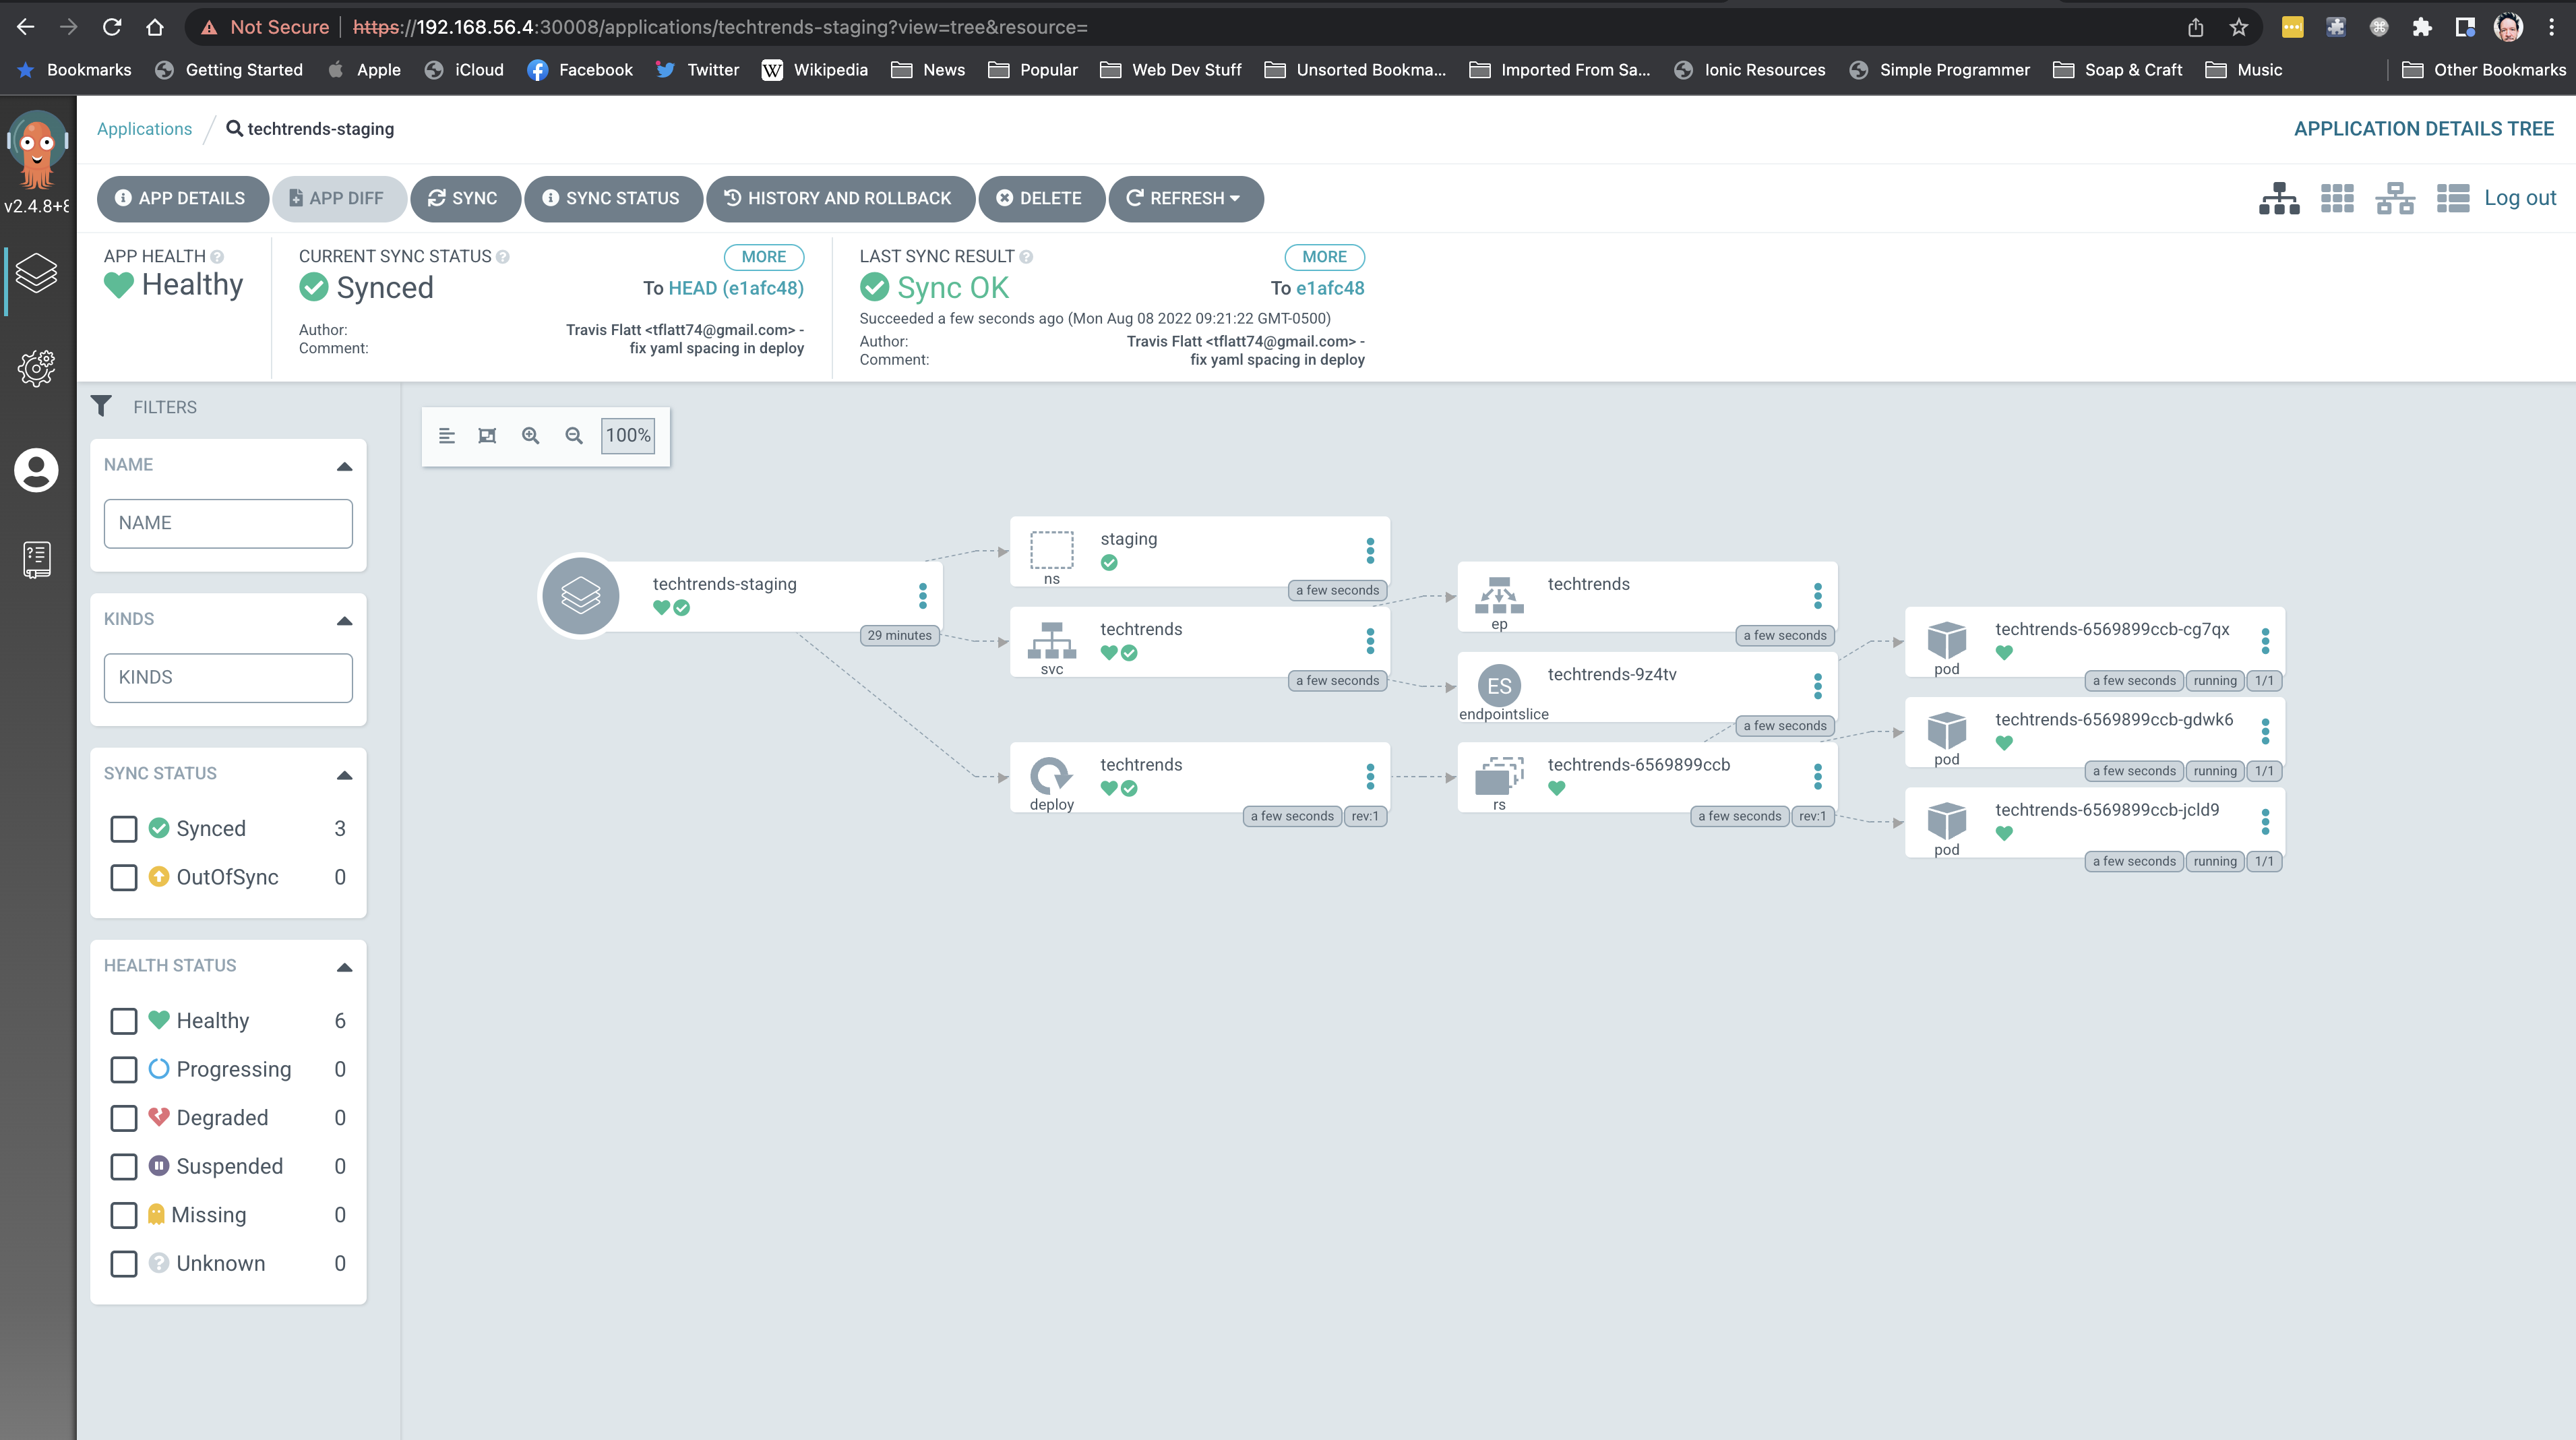 Not Secure | https://192.168.56.4:30008/applications/techtrends-staging?view=tree&resource=
Bookmarks Getting Started Apple iCloud Facebook Twitter W Wikipedia News Popular Web Dev Stuff Unsorted Bookma... Imported From Sa... Ionic Resources Simple Programmer Soap & Craft Music Other Bookmarks
v2.4.8+8
Applications / techtrends-staging APPLICATION DETAILS TREE
APP DETAILS APP DIFF SYNC SYNC STATUS HISTORY AND ROLLBACK DELETE REFRESH Log out
APP HEALTH
Healthy
CURRENT SYNC STATUS MORE
Synced To HEAD (e1afc48)
Author: Travis Flatt <tflatt74@gmail.com> -
Comment: fix yaml spacing in deploy
LAST SYNC RESULT MORE
Sync OK To e1afc48
Succeeded a few seconds ago (Mon Aug 08 2022 09:21:22 GMT-0500)
Author: Travis Flatt <tflatt74@gmail.com> -
Comment: fix yaml spacing in deploy
FILTERS
NAME
NAME
KINDS
KINDS
SYNC STATUS
Synced 3
OutOfSync 0
HEALTH STATUS
Healthy 6
Progressing 0
Degraded 0
Suspended 0
Missing 0
Unknown 0
100%
techtrends-staging
29 minutes
staging
ns
a few seconds
techtrends
svc
a few seconds
techtrends
deploy
a few seconds rev:1
techtrends
ep
a few seconds
ES techtrends-9z4tv
endpointslice
a few seconds
techtrends-6569899ccb
rs
a few seconds rev:1
techtrends-6569899ccb-cg7qx
pod
a few seconds running 1/1
techtrends-6569899ccb-gdwk6
pod
a few seconds running 1/1
techtrends-6569899ccb-jcld9
pod
a few seconds running 1/1